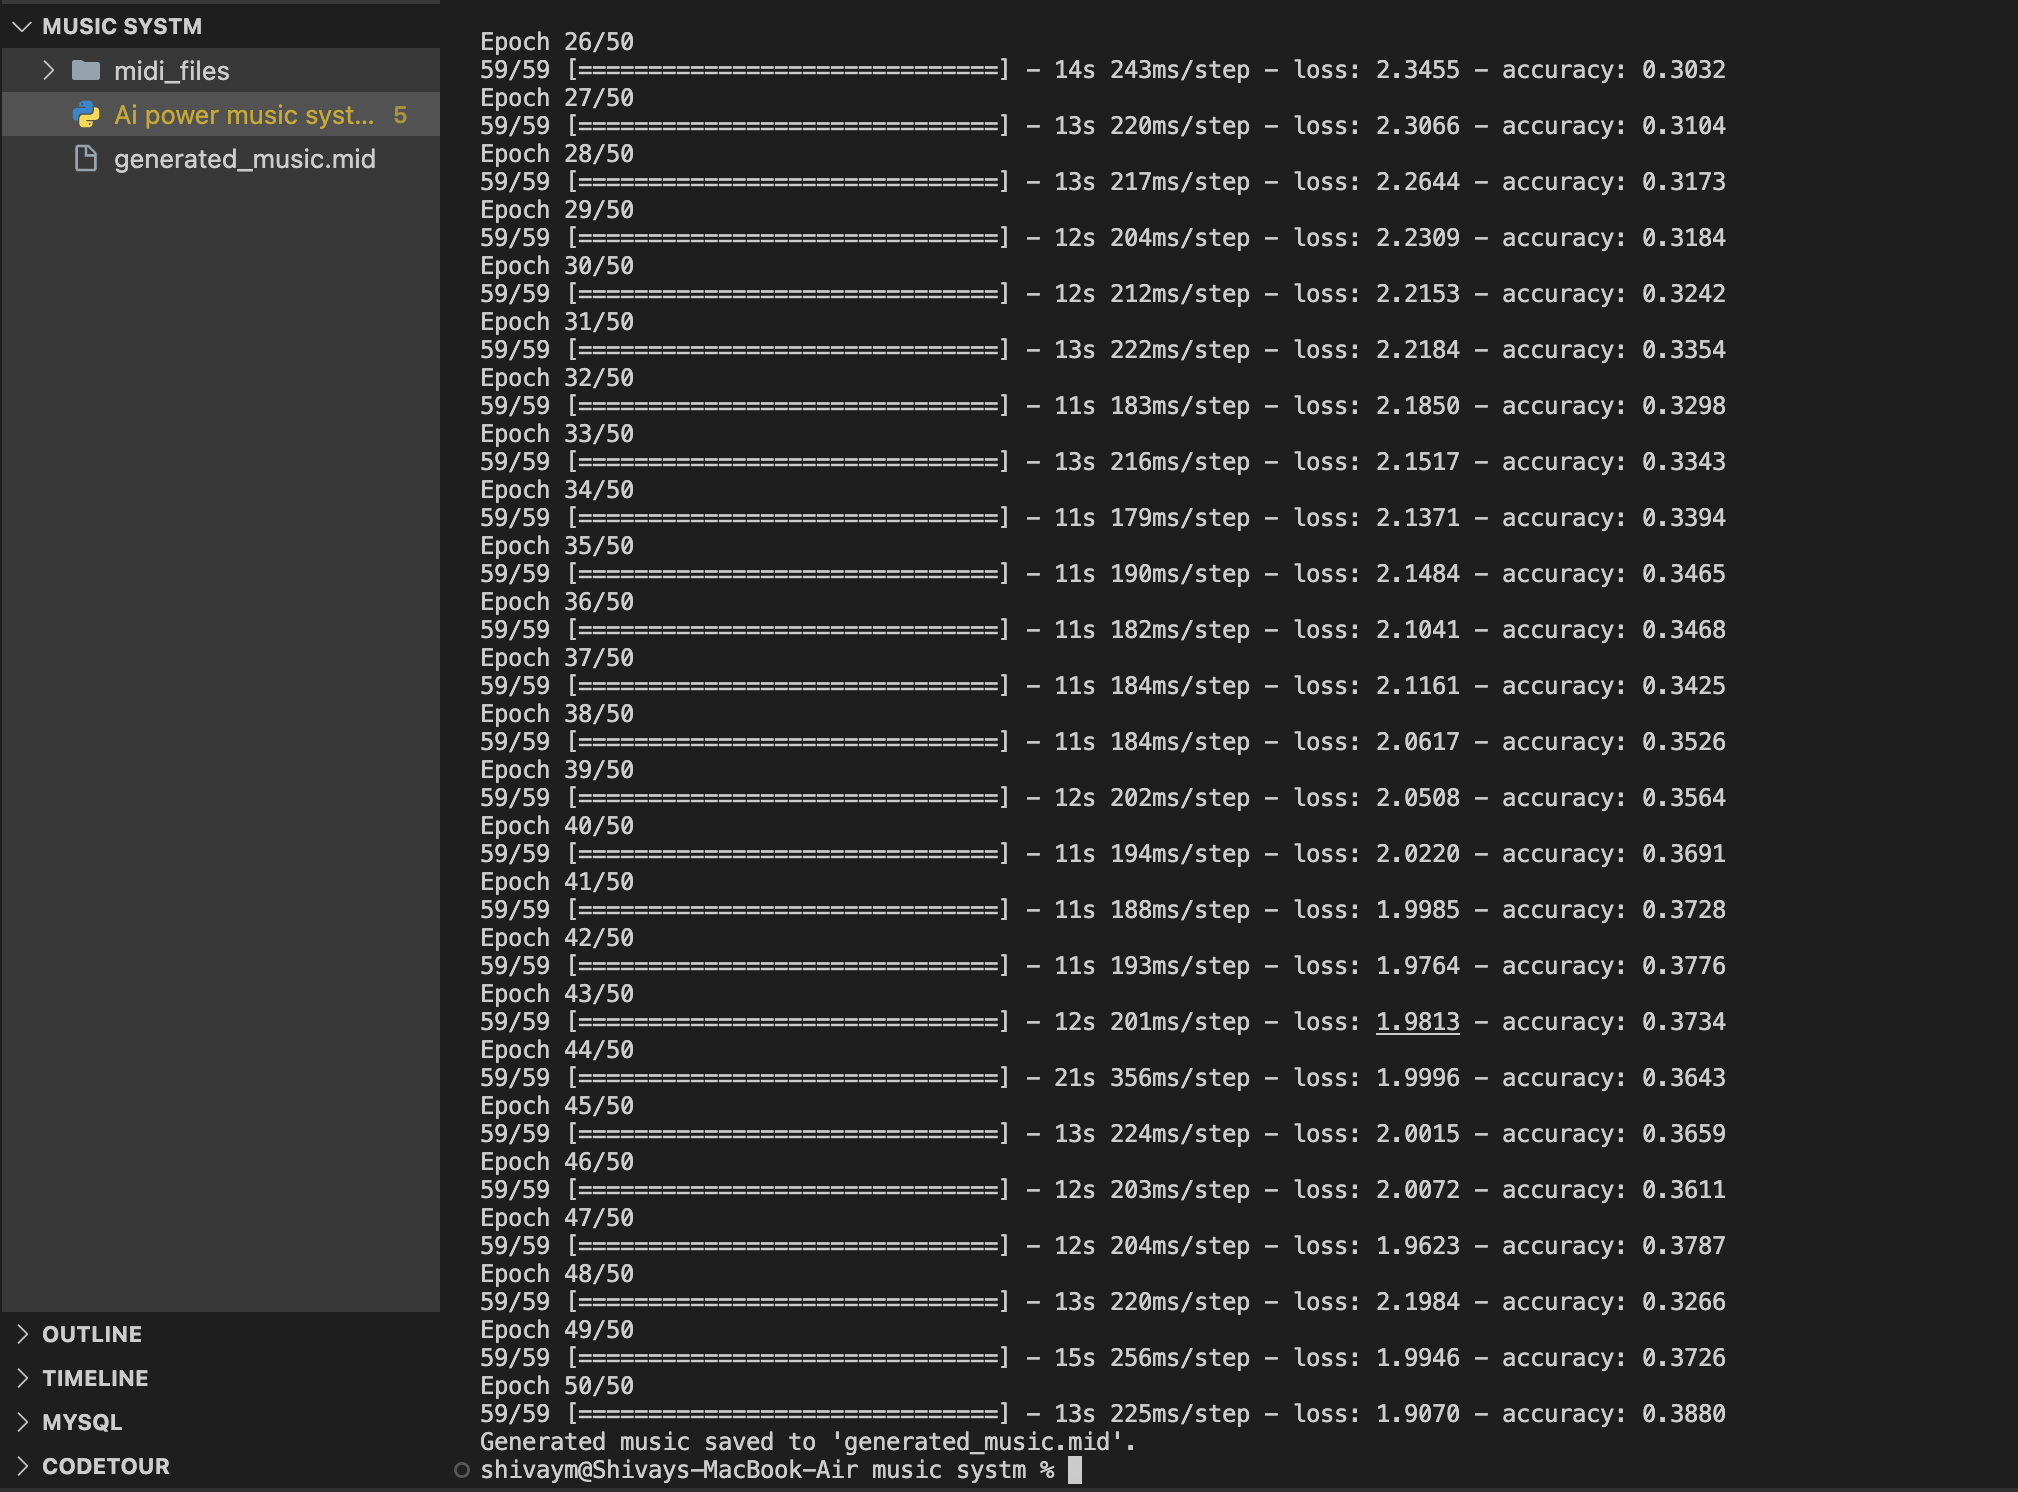 MUSIC SYSTM
midi_files
Ai power music syst... 5
generated_music.mid
OUTLINE
TIMELINE
MYSQL
CODETOUR
Epoch 26/50
59/59 [==============================] - 14s 243ms/step - loss: 2.3455 - accuracy: 0.3032
Epoch 27/50
59/59 [==============================] - 13s 220ms/step - loss: 2.3066 - accuracy: 0.3104
Epoch 28/50
59/59 [==============================] - 13s 217ms/step - loss: 2.2644 - accuracy: 0.3173
Epoch 29/50
59/59 [==============================] - 12s 204ms/step - loss: 2.2309 - accuracy: 0.3184
Epoch 30/50
59/59 [==============================] - 12s 212ms/step - loss: 2.2153 - accuracy: 0.3242
Epoch 31/50
59/59 [==============================] - 13s 222ms/step - loss: 2.2184 - accuracy: 0.3354
Epoch 32/50
59/59 [==============================] - 11s 183ms/step - loss: 2.1850 - accuracy: 0.3298
Epoch 33/50
59/59 [==============================] - 13s 216ms/step - loss: 2.1517 - accuracy: 0.3343
Epoch 34/50
59/59 [==============================] - 11s 179ms/step - loss: 2.1371 - accuracy: 0.3394
Epoch 35/50
59/59 [==============================] - 11s 190ms/step - loss: 2.1484 - accuracy: 0.3465
Epoch 36/50
59/59 [==============================] - 11s 182ms/step - loss: 2.1041 - accuracy: 0.3468
Epoch 37/50
59/59 [==============================] - 11s 184ms/step - loss: 2.1161 - accuracy: 0.3425
Epoch 38/50
59/59 [==============================] - 11s 184ms/step - loss: 2.0617 - accuracy: 0.3526
Epoch 39/50
59/59 [==============================] - 12s 202ms/step - loss: 2.0508 - accuracy: 0.3564
Epoch 40/50
59/59 [==============================] - 11s 194ms/step - loss: 2.0220 - accuracy: 0.3691
Epoch 41/50
59/59 [==============================] - 11s 188ms/step - loss: 1.9985 - accuracy: 0.3728
Epoch 42/50
59/59 [==============================] - 11s 193ms/step - loss: 1.9764 - accuracy: 0.3776
Epoch 43/50
59/59 [==============================] - 12s 201ms/step - loss: 1.9813 - accuracy: 0.3734
Epoch 44/50
59/59 [==============================] - 21s 356ms/step - loss: 1.9996 - accuracy: 0.3643
Epoch 45/50
59/59 [==============================] - 13s 224ms/step - loss: 2.0015 - accuracy: 0.3659
Epoch 46/50
59/59 [==============================] - 12s 203ms/step - loss: 2.0072 - accuracy: 0.3611
Epoch 47/50
59/59 [==============================] - 12s 204ms/step - loss: 1.9623 - accuracy: 0.3787
Epoch 48/50
59/59 [==============================] - 13s 220ms/step - loss: 2.1984 - accuracy: 0.3266
Epoch 49/50
59/59 [==============================] - 15s 256ms/step - loss: 1.9946 - accuracy: 0.3726
Epoch 50/50
59/59 [==============================] - 13s 225ms/step - loss: 1.9070 - accuracy: 0.3880
Generated music saved to 'generated_music.mid'.
shivaym@Shivays-MacBook-Air music systm %